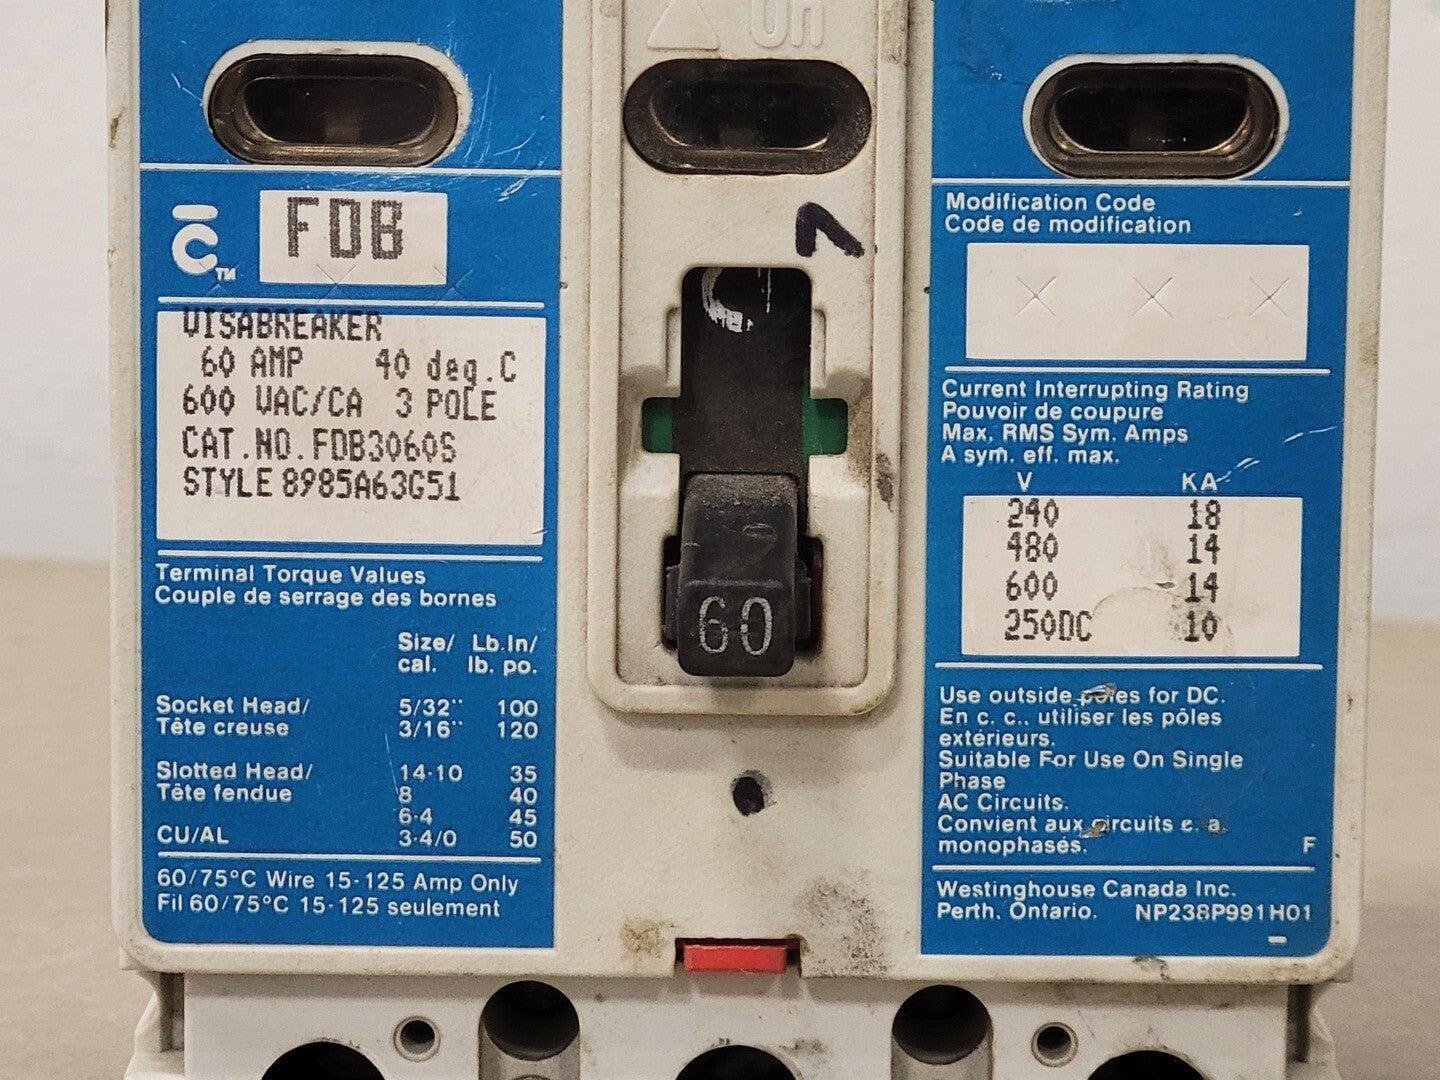 ON
C™
FDB
VISABREAKER
60 AMP 40 deg.C
600 VAC/CA 3 POLE
CAT.NO.FDB3060S
STYLE 8985A63G51
Terminal Torque Values
Couple de serrage des bornes
Size/ Lb.In/
cal. lb. po.
Socket Head/ 5/32" 100
Tête creuse 3/16" 120
Slotted Head/ 14-10 35
Tête fendue 8 40
6-4 45
CU/AL 3-4/0 50
60/75°C Wire 15-125 Amp Only
Fil 60/75°C 15-125 seulement
60
Modification Code
Code de modification
Current Interrupting Rating
Pouvoir de coupure
Max. RMS Sym. Amps
A sym. eff. max.
V KA
240 18
480 14
600 14
250DC 10
Use outside poles for DC.
En c. c., utiliser les pôles
extérieurs.
Suitable For Use On Single
Phase
AC Circuits.
Convient aux circuits c. a.
monophasés. F
Westinghouse Canada Inc.
Perth, Ontario. NP238P991H01